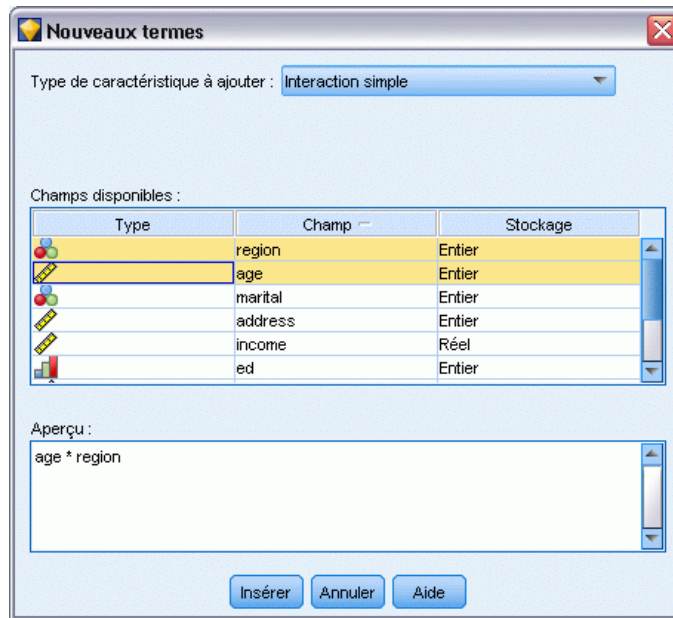 Nouveaux termes
Type de caractéristique à ajouter : Interaction simple
Champs disponibles :
Type Champ Stockage
region Entier
age Entier
marital Entier
address Entier
income Réel
ed Entier
Aperçu :
age * region
Insérer Annuler Aide